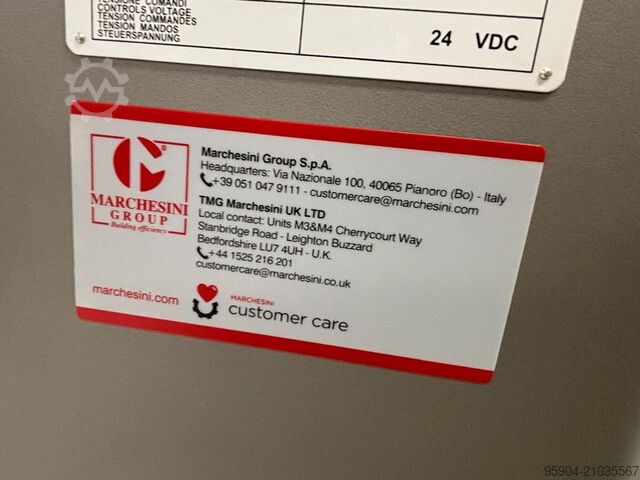 TENSIONE COMANDI
CONTROLS VOLTAGE
TENSION COMMANDES
TENSION MANDOS
STEUERSPANNUNG
24 VDC
MARCHESINI
GROUP
Building efficiency
marchesini.com
Marchesini Group S.p.A.
Headquarters: Via Nazionale 100, 40065 Pianoro (Bo) - Italy
+39 051 047 9111 - customercare@marchesini.com
TMG Marchesini UK LTD
Local contact: Units M3&M4 Cherrycourt Way
Stanbridge Road - Leighton Buzzard
Bedfordshire LU7 4UH - U.K.
+44 1525 216 201
customercare@marchesini.co.uk
MARCHESINI
customer care
95904-21035567